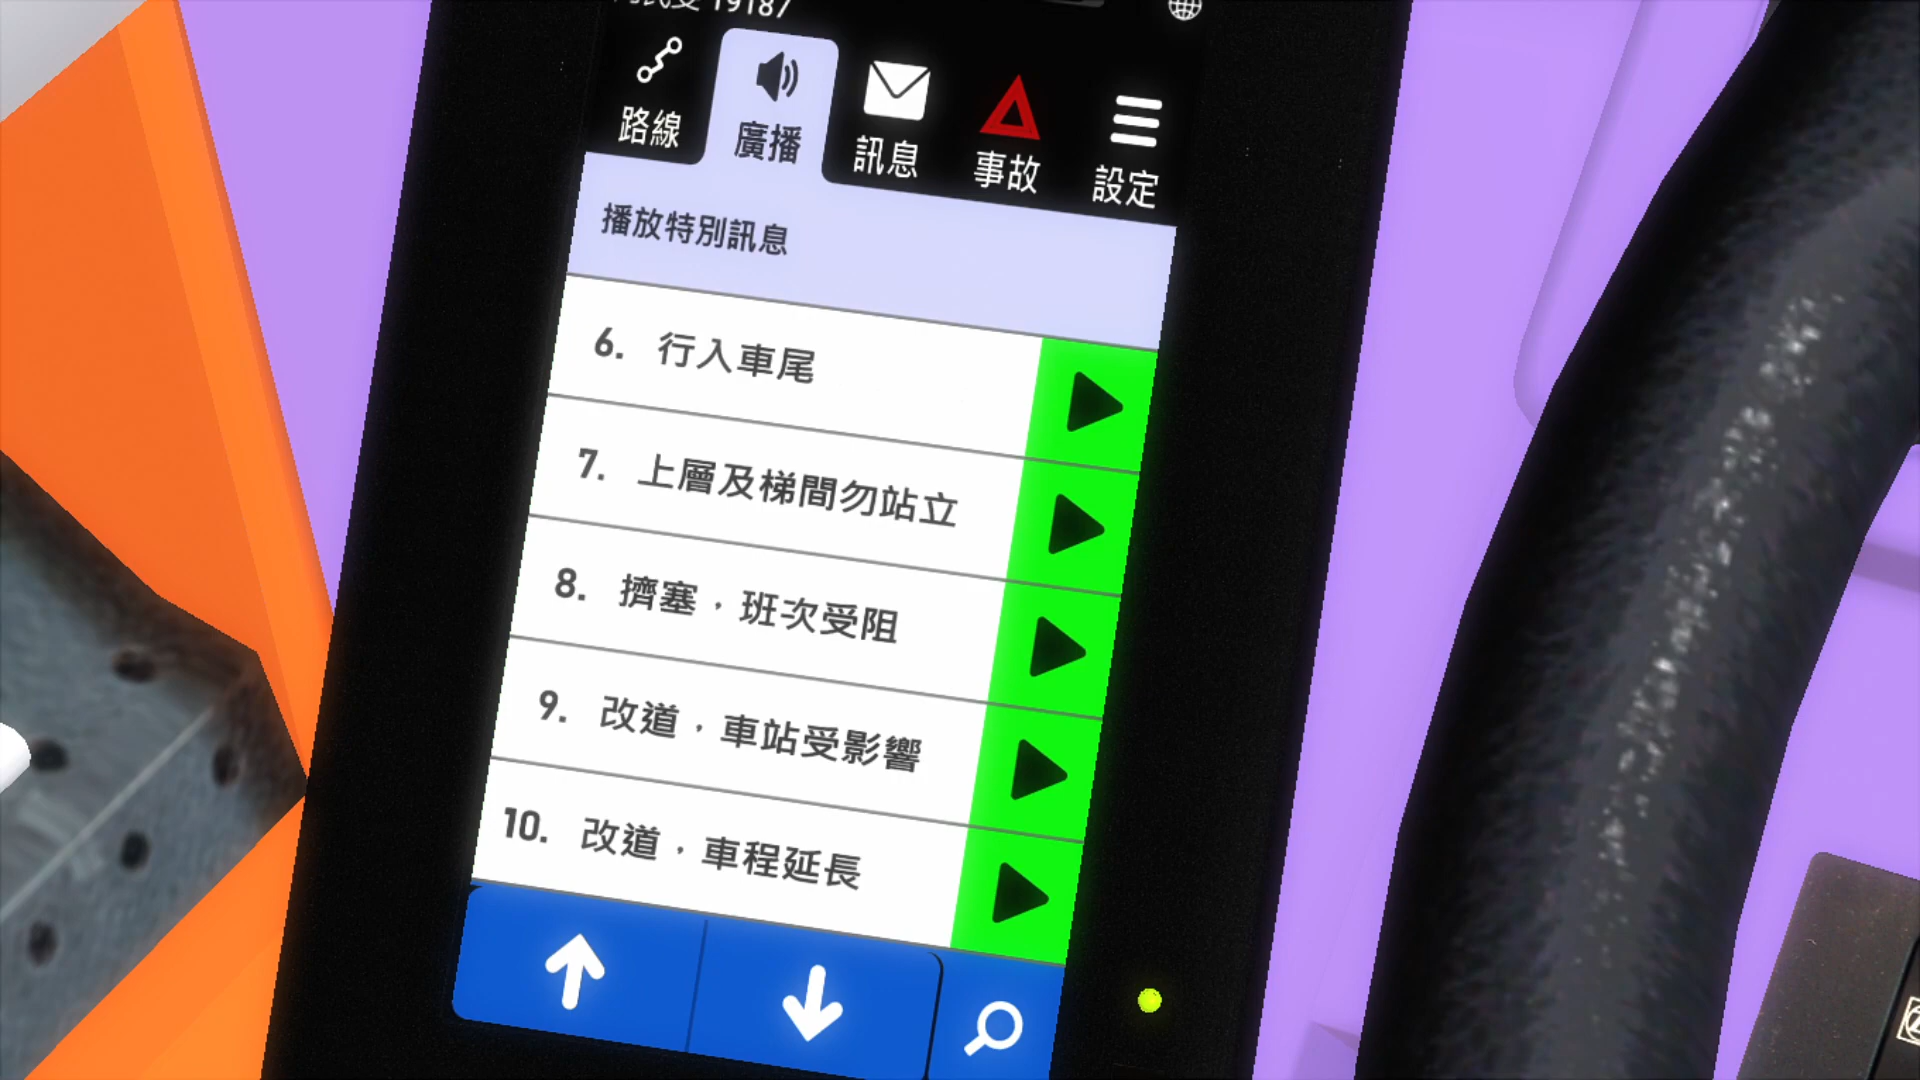 19187
路線
廣播
訊息
事故
設定
播放特別訊息
6. 行入車尾
7. 上層及梯間勿站立
8. 擠塞，班次受阻
9. 改道，車站受影響
10. 改道，車程延長